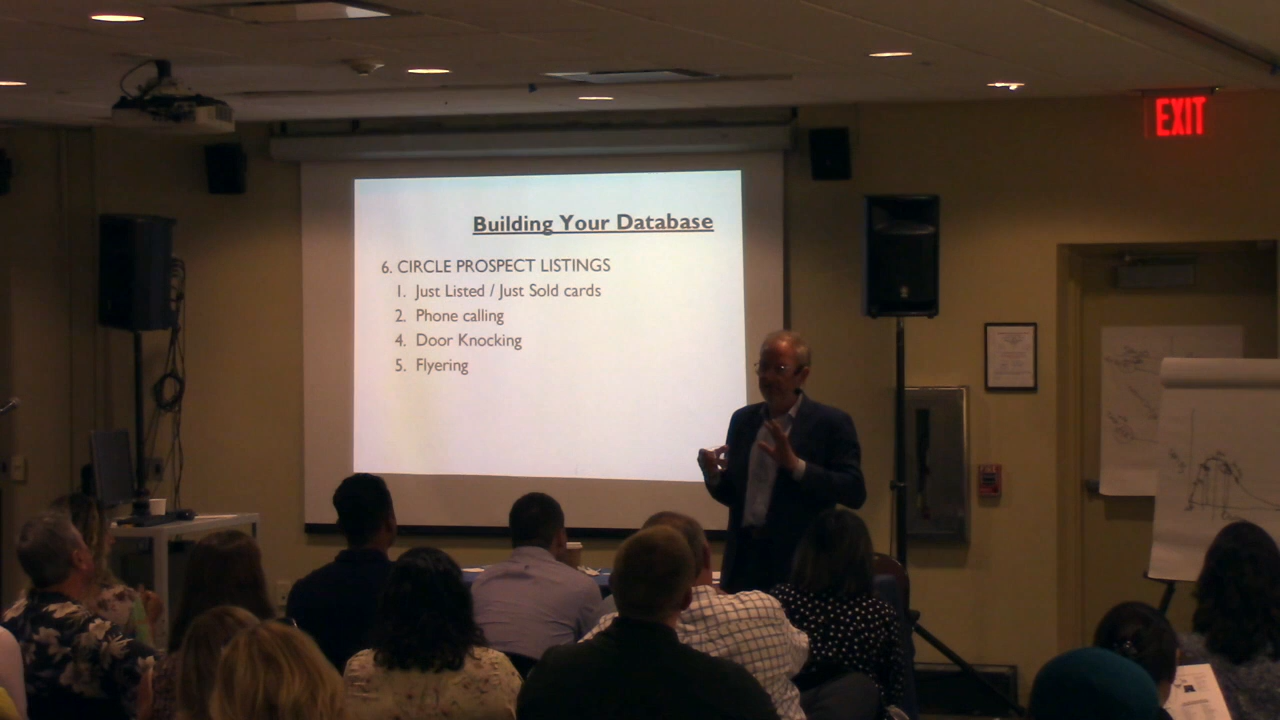 EXIT
Building Your Database
6. CIRCLE PROSPECT LISTINGS
1. Just Listed / Just Sold cards
2. Phone calling
4. Door Knocking
5. Flyering